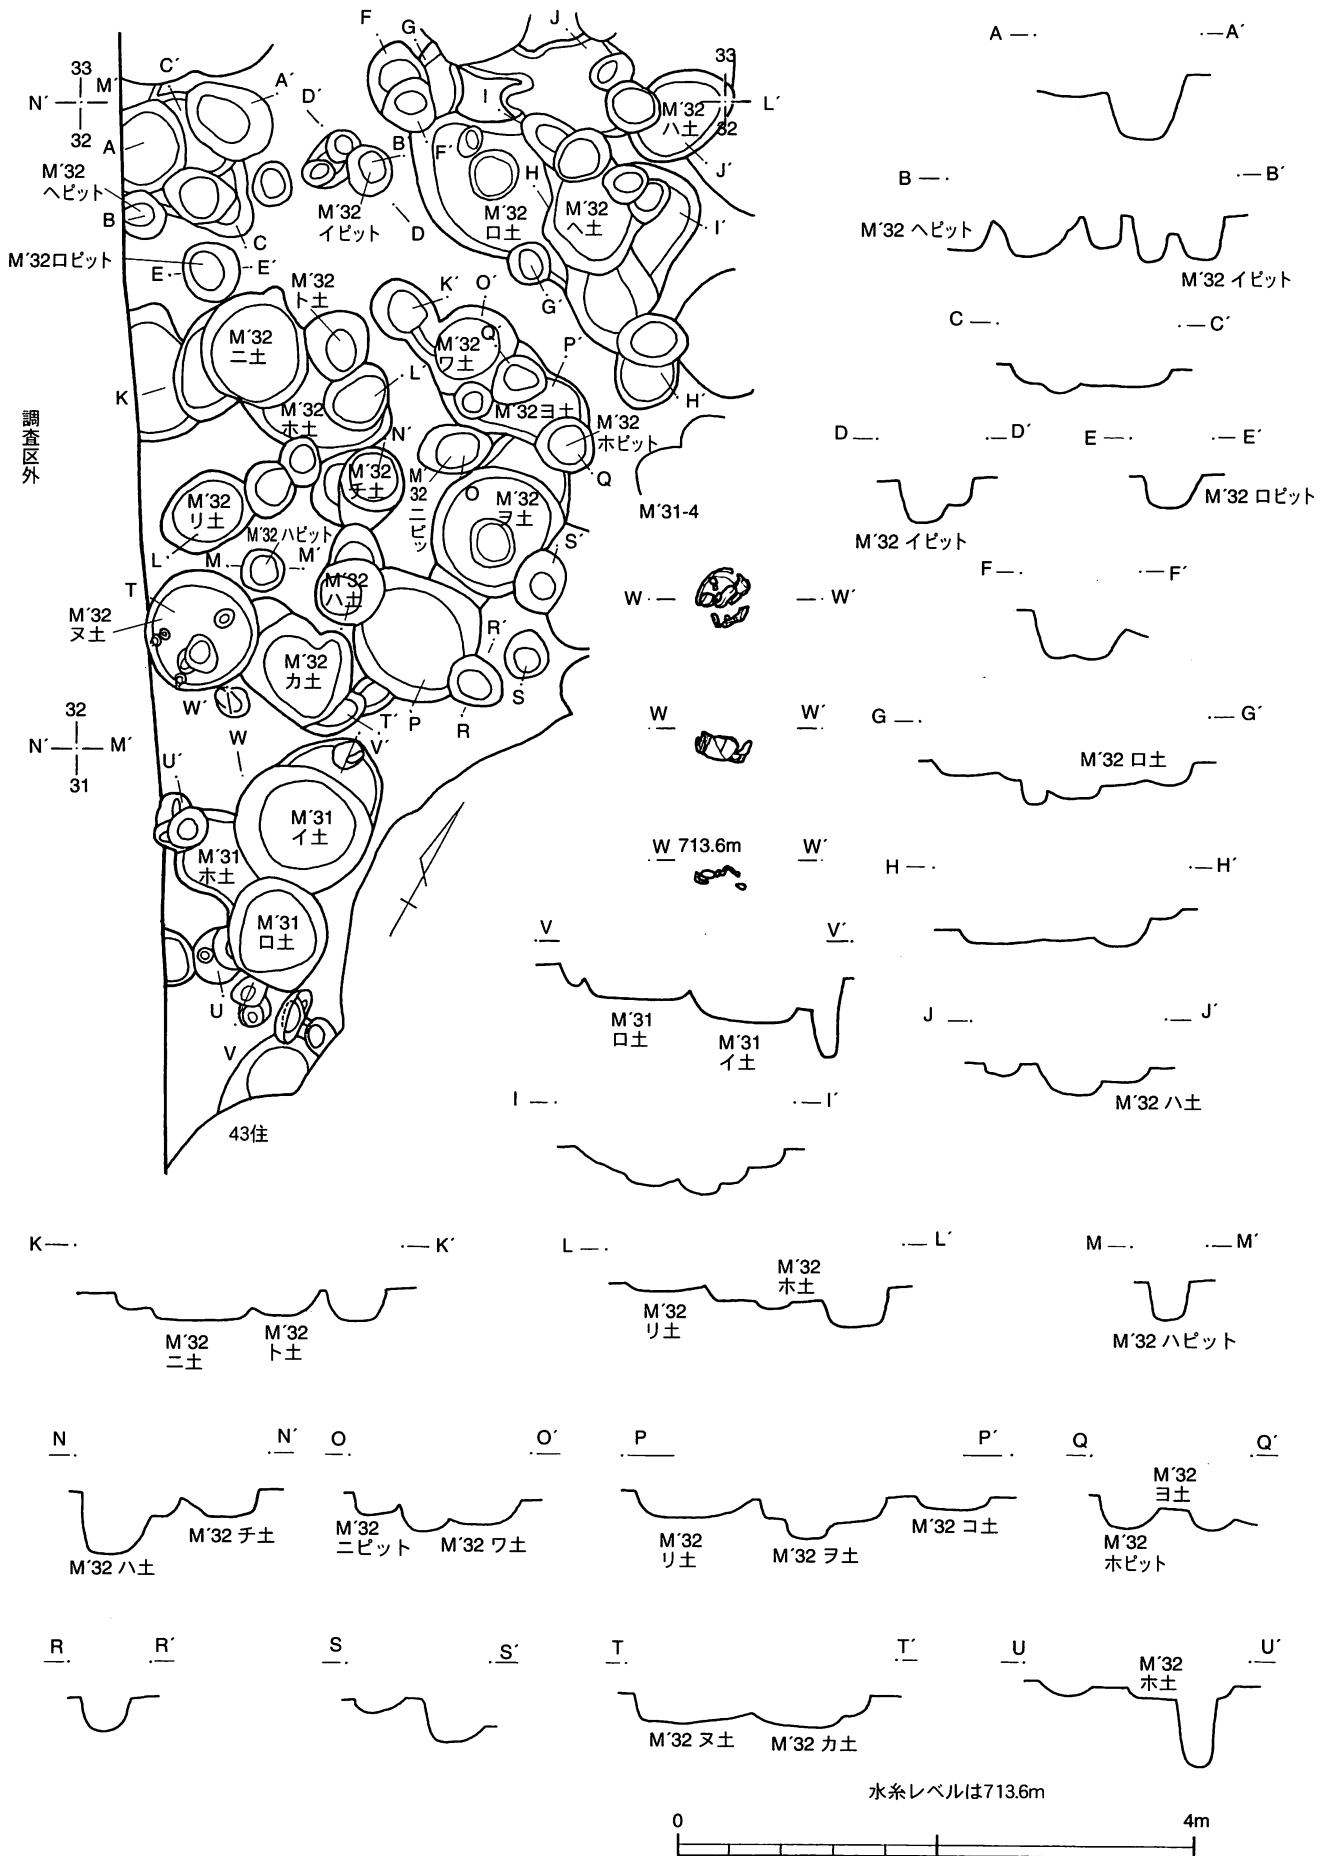 F
G
J
A
A´
33
C´
M´
A´
N´
33
L´
I
M´32
ハ土
32
32
A
D´
B´
F´
J´
M´32
ヘピット
B
H
M´32
イピット
D
M´32
ロ土
M´32
ヘ土
I´
C
M´32ロピット
E
E´
G´
B
B´
M´32 ヘピット
M´32 イピット
M´32
ト土
K´
O´
Q´
P´
M´32
ニ土
M´32
ワ土
C
C´
K
L´
H´
M´32
ホ土
M´32ヨ土
M´32
ホピット
N´
Q
調査区外
M´32
チ土
M´
32
ニピッ
O
M´32
ヲ土
M´31-4
D
D´
M´32 イピット
E
E´
M´32 ロピット
M´32
リ土
M´32 ハピット
L
M
M´
S´
T
M´32
ハ土
W
W´
F
F´
M´32
ヌ土
M´32
カ土
R´
S
W´
T´
P
R
W
V´
32
N´
M´
31
U´
W
W´
G
G´
M´32 ロ土
M´31
イ土
M´31
ホ土
W
713.6m
W´
H
H´
M´31
ロ土
U
V
43住
V
V´
M´31
ロ土
M´31
イ土
J
J´
M´32 ハ土
I
I´
K
K´
M´32
ニ土
M´32
ト土
L
L´
M´32
リ土
M´32
ホ土
M
M´
M´32 ハピット
N
N´
M´32 ハ土
M´32 チ土
O
O´
M´32
ニピット
M´32 ワ土
P
P´
M´32
リ土
M´32 ヲ土
M´32 コ土
Q
Q´
M´32
ヨ土
M´32
ホピット
R
R´
S
S´
T
T´
M´32 ヌ土
M´32 カ土
U
U´
M´32
ホ土
水糸レベルは713.6m
0
4m